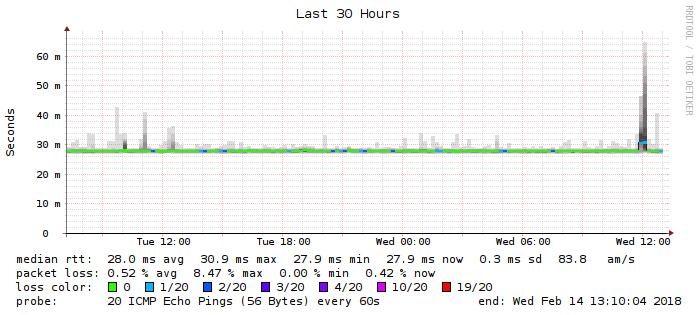 Last 30 Hours
RRDTOOL / TOBI OETIKER
Seconds
60 m
50 m
40 m
30 m
20 m
10 m
0
Tue 12:00 Tue 18:00 Wed 00:00 Wed 06:00 Wed 12:00
median rtt: 28.0 ms avg 30.9 ms max 27.9 ms min 27.9 ms now 0.3 ms sd 83.8 am/s
packet loss: 0.52 % avg 8.47 % max 0.00 % min 0.42 % now
loss color: 0 1/20 2/20 3/20 4/20 10/20 19/20
probe: 20 ICMP Echo Pings (56 Bytes) every 60s end: Wed Feb 14 13:10:04 2018